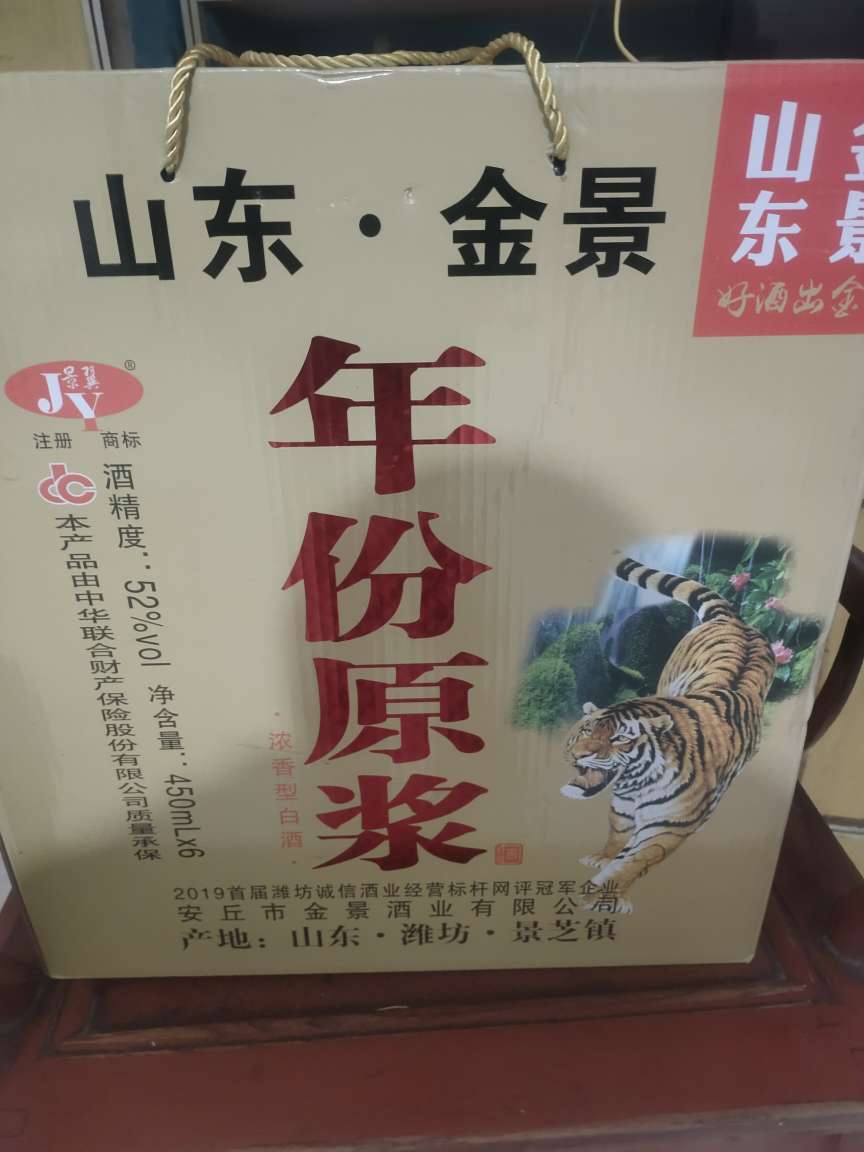 山东·金景
山金
东景
好酒出金
JY
景翼
®
注册 商标
酒精度：52%vol 净含量：450mLx6
本产品由中华联合财产保险股份有限公司质量承保
年份原浆
·浓香型白酒·
2019首届潍坊诚信酒业经营标杆网评冠军企业
安丘市金景酒业有限公司
产地：山东·潍坊·景芝镇